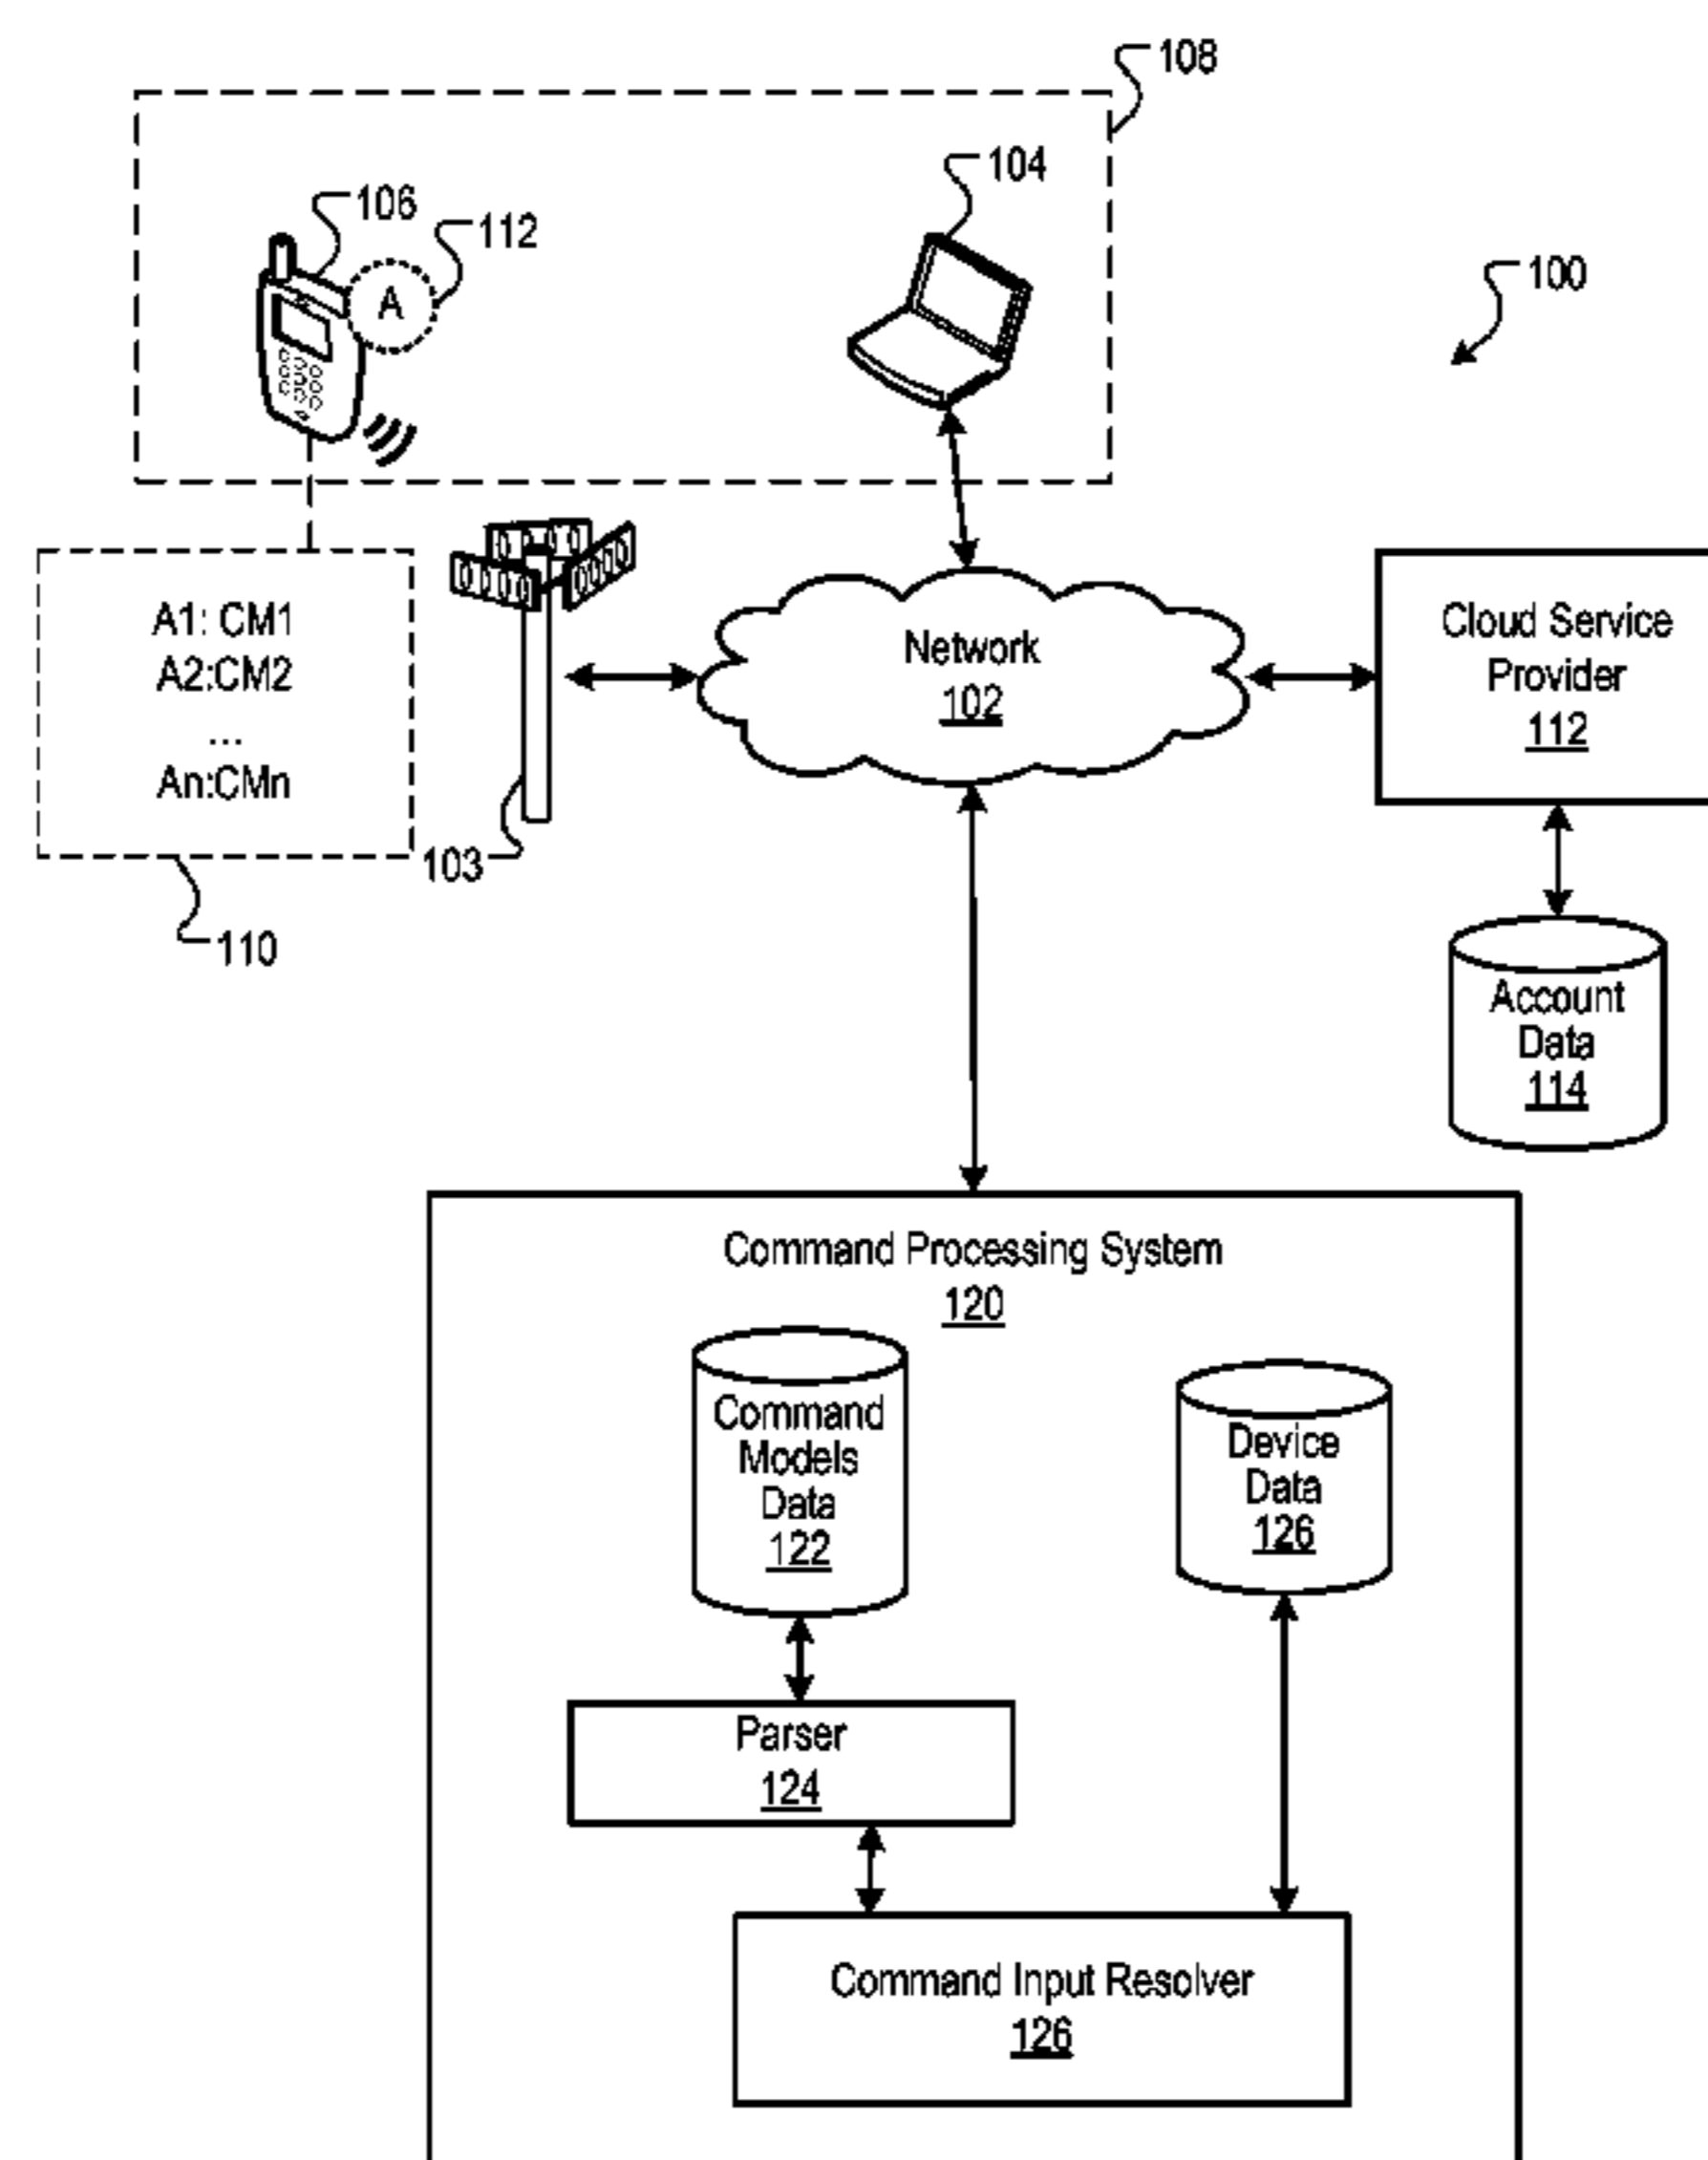 108
104
106
112
A
100
A1: CM1
A2:CM2
...
An:CMn
Network
102
Cloud Service
Provider
112
103
110
Account
Data
114
Command Processing System
120
Command
Models
Data
122
Device
Data
126
Parser
124
Command Input Resolver
126